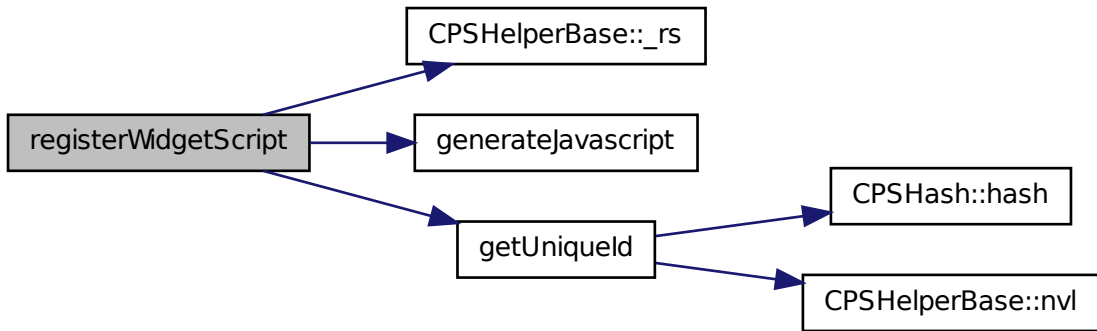 CPSHelperBase::_rs
registerWidgetScript
generateJavascript
CPSHash::hash
getUniqueId
CPSHelperBase::nvl